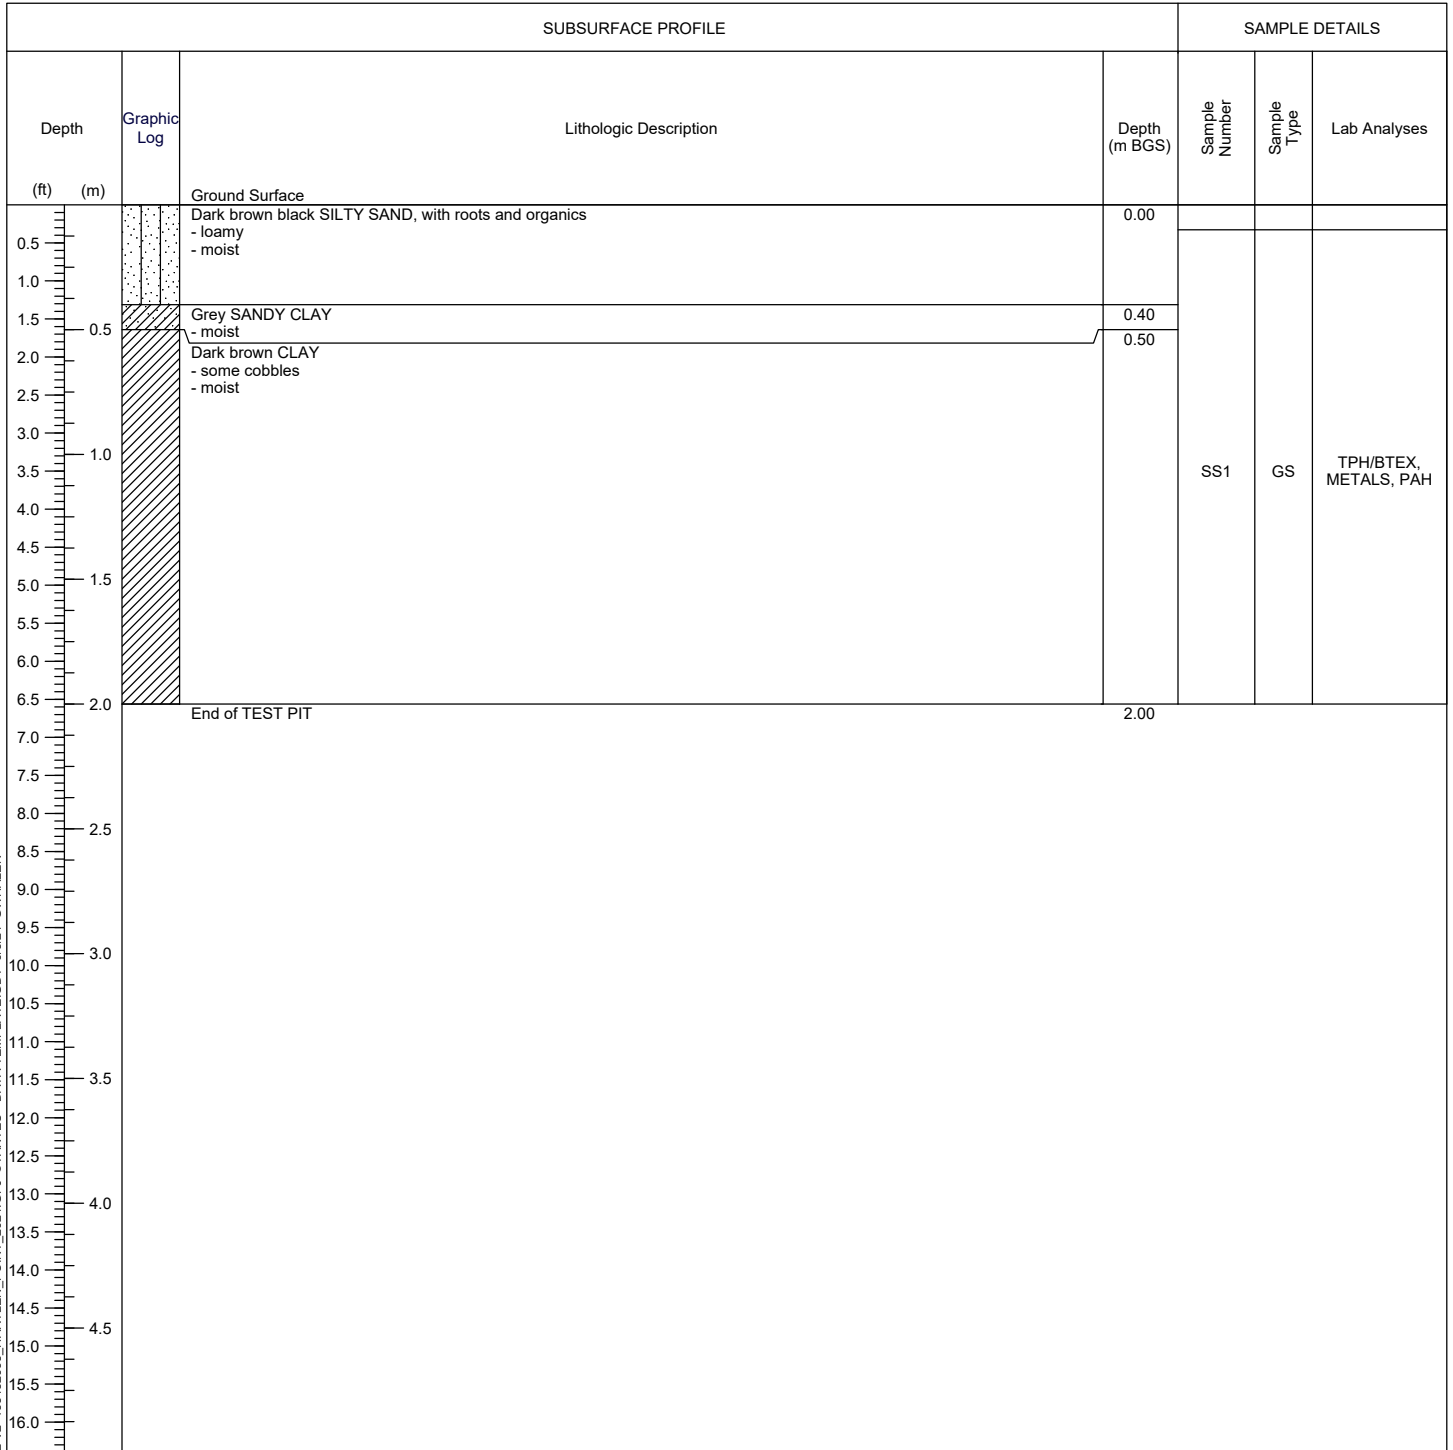 SUBSURFACE PROFILE
SAMPLE DETAILS
Depth
Graphic
Log
Lithologic Description
Depth
(m BGS)
Sample
Number
Sample
Type
Lab Analyses
(ft) (m)
Ground Surface
Dark brown black SILTY SAND, with roots and organics
- loamy
- moist
0.00
Grey SANDY CLAY
- moist
0.40
0.50
Dark brown CLAY
- some cobbles
- moist
SS1
GS
TPH/BTEX,
METALS, PAH
End of TEST PIT
2.00
0.5
1.0
1.5
2.0
2.5
3.0
3.5
4.0
4.5
5.0
5.5
6.0
6.5
7.0
7.5
8.0
8.5
9.0
9.5
10.0
10.5
11.0
11.5
12.0
12.5
13.0
13.5
14.0
14.5
15.0
15.5
16.0
0.5
1.0
1.5
2.0
2.5
3.0
3.5
4.0
4.5